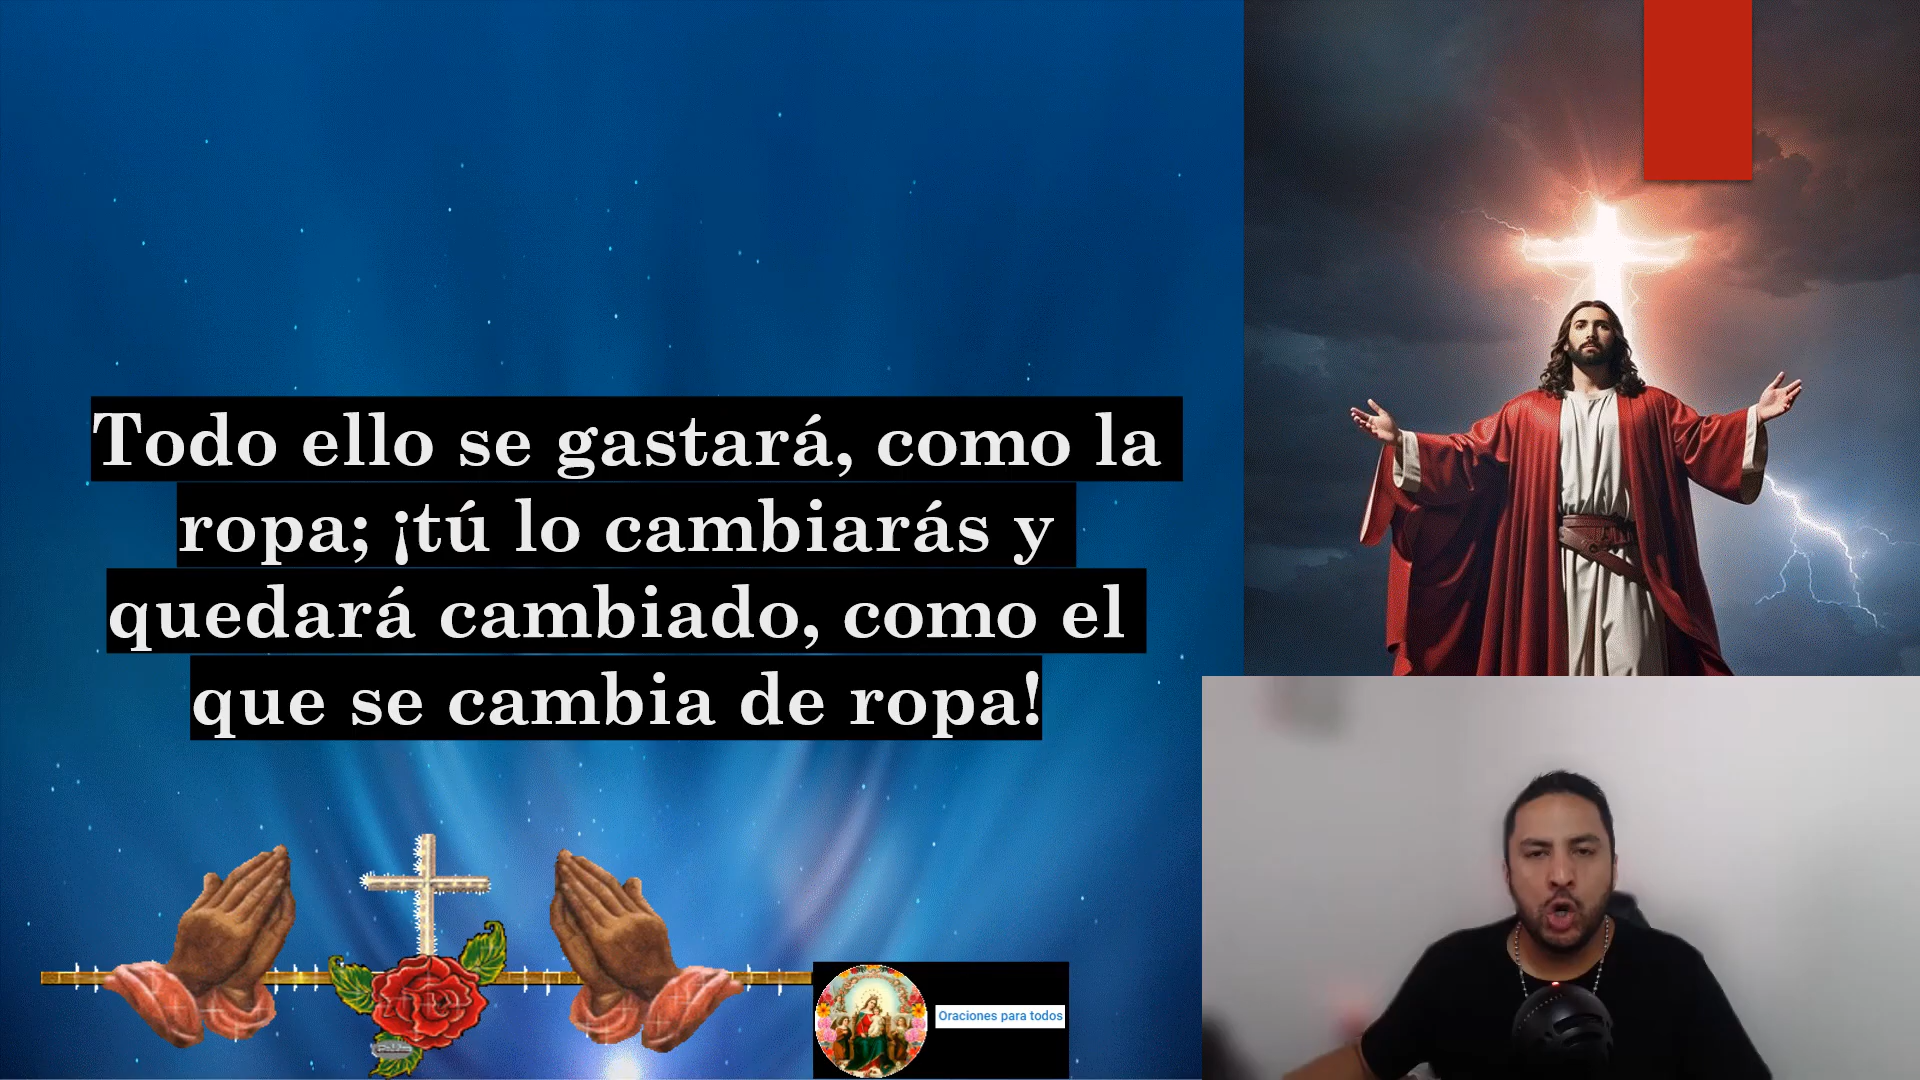 Todo ello se gastará, como la
ropa; ¡tú lo cambiarás y
quedará cambiado, como el
que se cambia de ropa!
Oraciones para todos